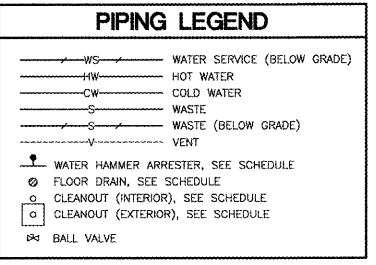 PIPING LEGEND
WS WATER SERVICE (BELOW GRADE)
HW HOT WATER
CW COLD WATER
S WASTE
S WASTE (BELOW GRADE)
V VENT
WATER HAMMER ARRESTER, SEE SCHEDULE
FLOOR DRAIN, SEE SCHEDULE
CLEANOUT (INTERIOR), SEE SCHEDULE
CLEANOUT (EXTERIOR), SEE SCHEDULE
BALL VALVE